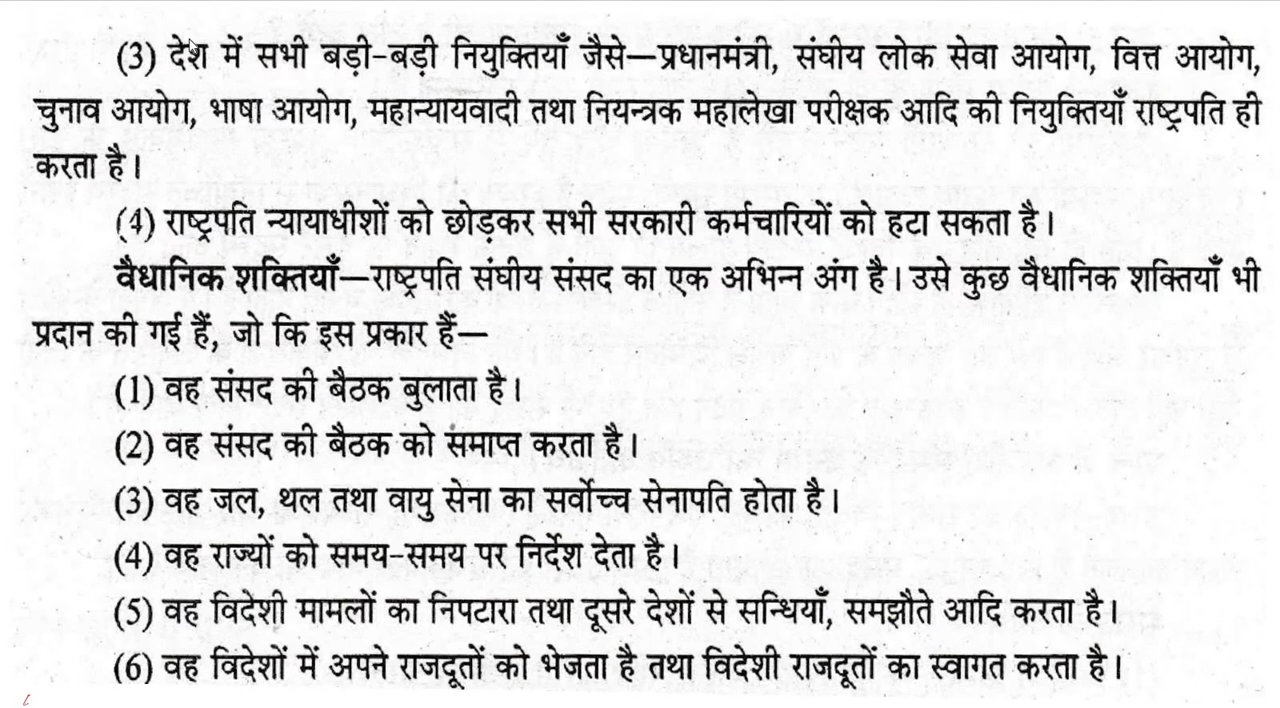 (3) देश में सभी बड़ी-बड़ी नियुक्तियाँ जैसे—प्रधानमंत्री, संघीय लोक सेवा आयोग, वित्त आयोग,
चुनाव आयोग, भाषा आयोग, महान्यायवादी तथा नियन्त्रक महालेखा परीक्षक आदि की नियुक्तियाँ राष्ट्रपति ही
करता है।
(4) राष्ट्रपति न्यायाधीशों को छोड़कर सभी सरकारी कर्मचारियों को हटा सकता है।
वैधानिक शक्तियाँ—राष्ट्रपति संघीय संसद का एक अभिन्न अंग है। उसे कुछ वैधानिक शक्तियाँ भी
प्रदान की गई हैं, जो कि इस प्रकार हैं—
(1) वह संसद की बैठक बुलाता है।
(2) वह संसद की बैठक को समाप्त करता है।
(3) वह जल, थल तथा वायु सेना का सर्वोच्च सेनापति होता है।
(4) वह राज्यों को समय-समय पर निर्देश देता है।
(5) वह विदेशी मामलों का निपटारा तथा दूसरे देशों से सन्धियाँ, समझौते आदि करता है।
(6) वह विदेशों में अपने राजदूतों को भेजता है तथा विदेशी राजदूतों का स्वागत करता है।